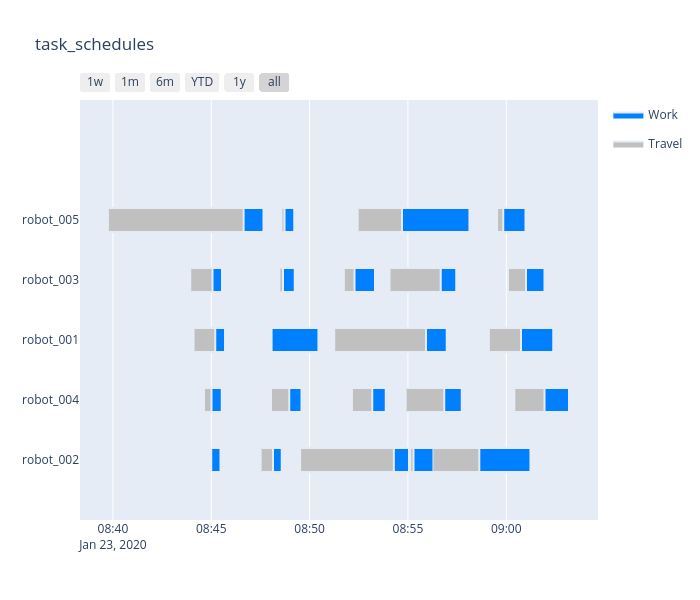 task_schedules
1w 1m 6m YTD 1y all
Work
Travel
robot_005
robot_003
robot_001
robot_004
robot_002
08:40 08:45 08:50 08:55 09:00
Jan 23, 2020